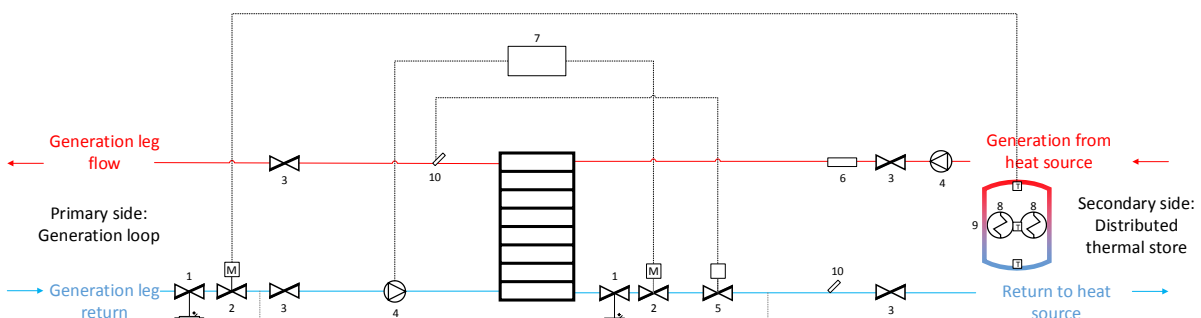 7
Generation leg
flow
3
10
6
3
4
Generation from
heat source
T
Primary side:
Generation loop
9
8
8
T
Secondary side:
Distributed
thermal store
T
Generation leg
return
1
M
2
3
4
1
M
2
5
10
3
Return to heat
source